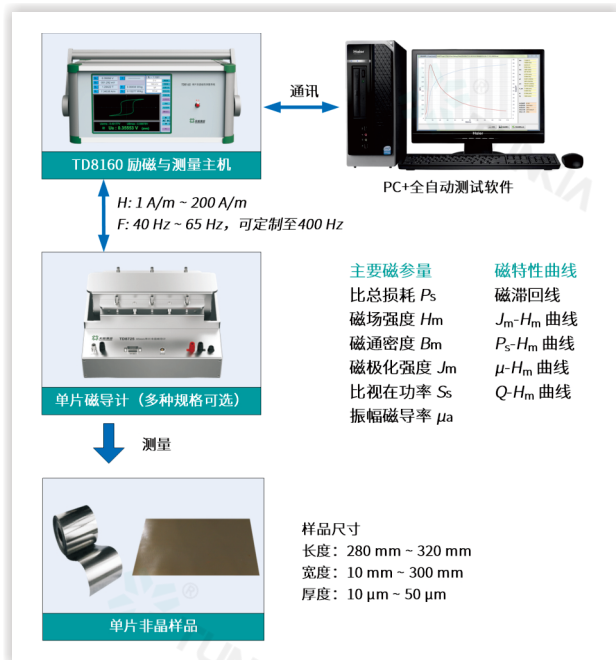 通讯
TD8160 励磁与测量主机
PC+全自动测试软件
H: 1 A/m ~ 200 A/m
F: 40 Hz ~ 65 Hz，可定制至400 Hz
主要磁参量
比总损耗 Ps
磁场强度 Hm
磁通密度 Bm
磁极化强度 Jm
比视在功率 Ss
振幅磁导率 μa
磁特性曲线
磁滞回线
Jm-Hm 曲线
Ps-Hm 曲线
μ-Hm 曲线
Q-Hm 曲线
单片磁导计（多种规格可选）
测量
样品尺寸
长度：280 mm ~ 320 mm
宽度：10 mm ~ 300 mm
厚度：10 μm ~ 50 μm
单片非晶样品
TUNKIA